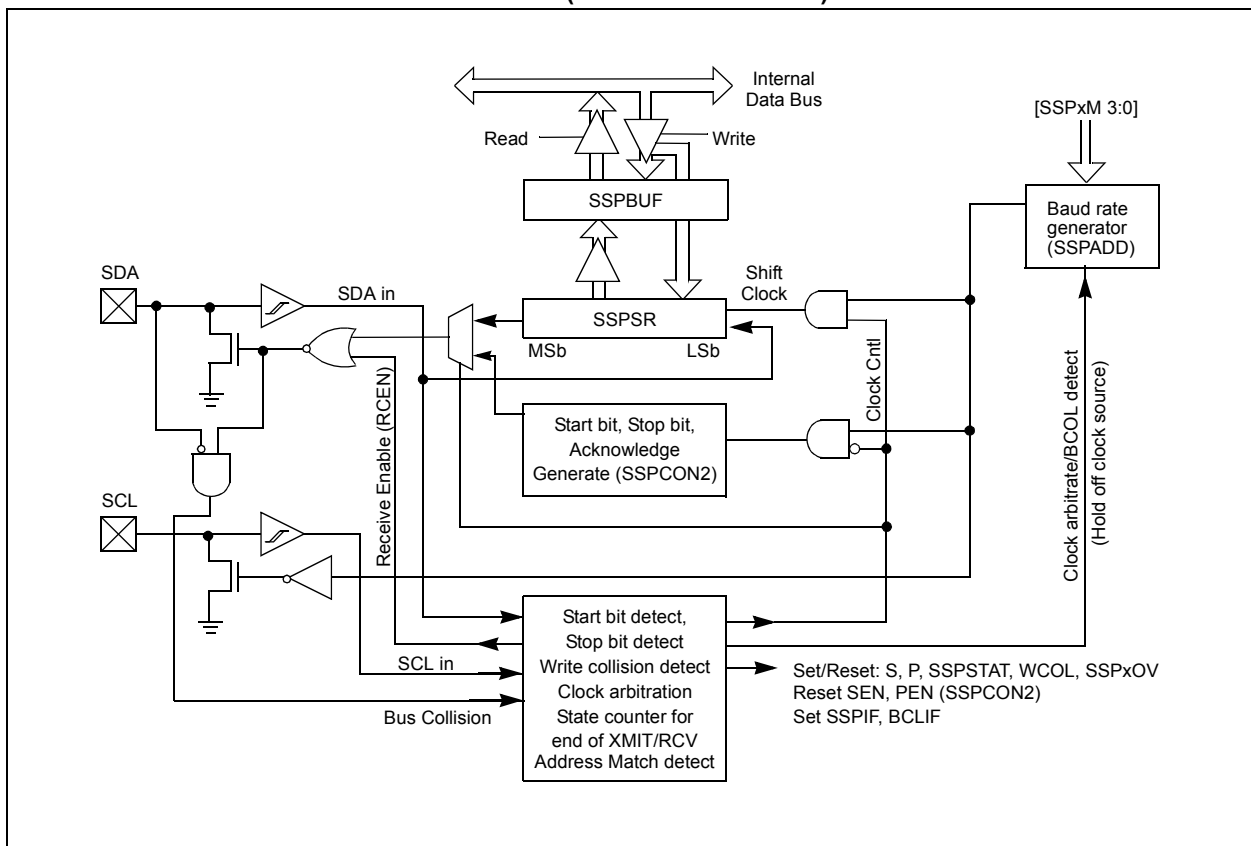 Internal
Data Bus
[SSPxM 3:0]
Read
Write
SSPBUF
Baud rate
generator
(SSPADD)
SDA
SDA in
Shift
Clock
SSPSR
MSb
LSb
Clock Cntl
Receive Enable (RCEN)
Start bit, Stop bit,
Acknowledge
Generate (SSPCON2)
Clock arbitrate/BCOL detect
(Hold off clock source)
SCL
Start bit detect,
Stop bit detect
Write collision detect
Clock arbitration
State counter for
end of XMIT/RCV
Address Match detect
SCL in
Bus Collision
Set/Reset: S, P, SSPSTAT, WCOL, SSPxOV
Reset SEN, PEN (SSPCON2)
Set SSPIF, BCLIF